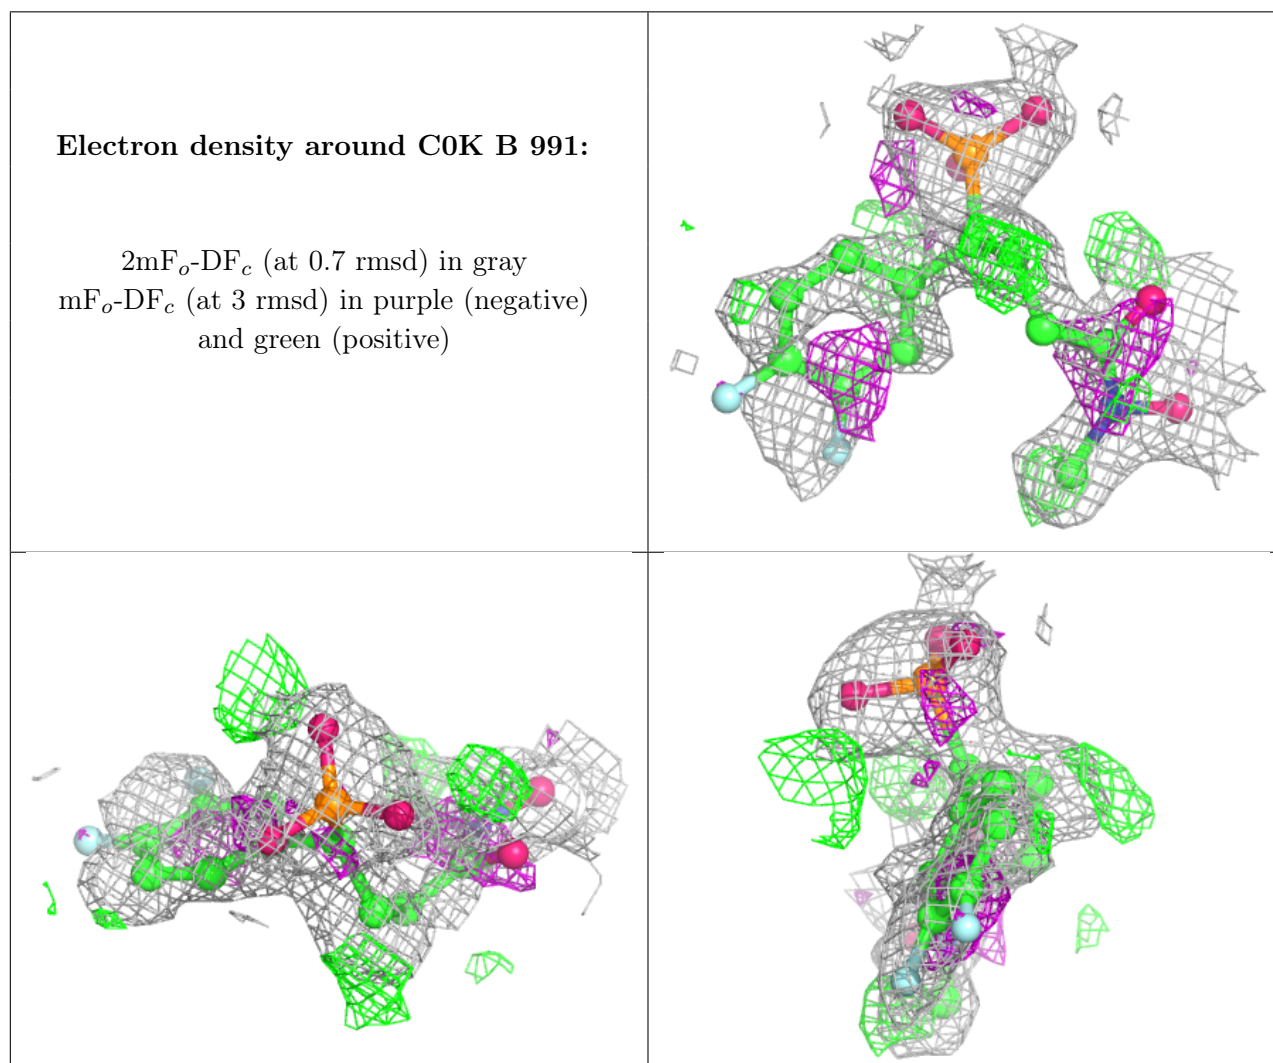 Electron density around C0K B 991:
2mFo-DFc (at 0.7 rmsd) in gray
mFo-DFc (at 3 rmsd) in purple (negative)
and green (positive)